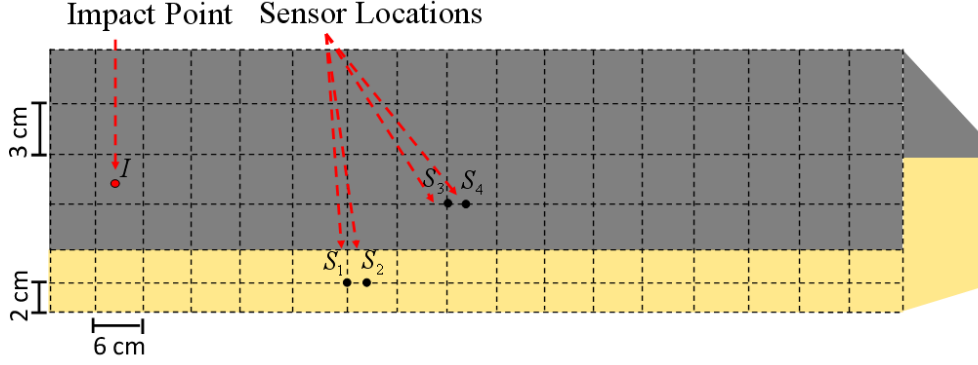 Impact Point
Sensor Locations
3 cm
I
S3 S4
S1 S2
2 cm
6 cm